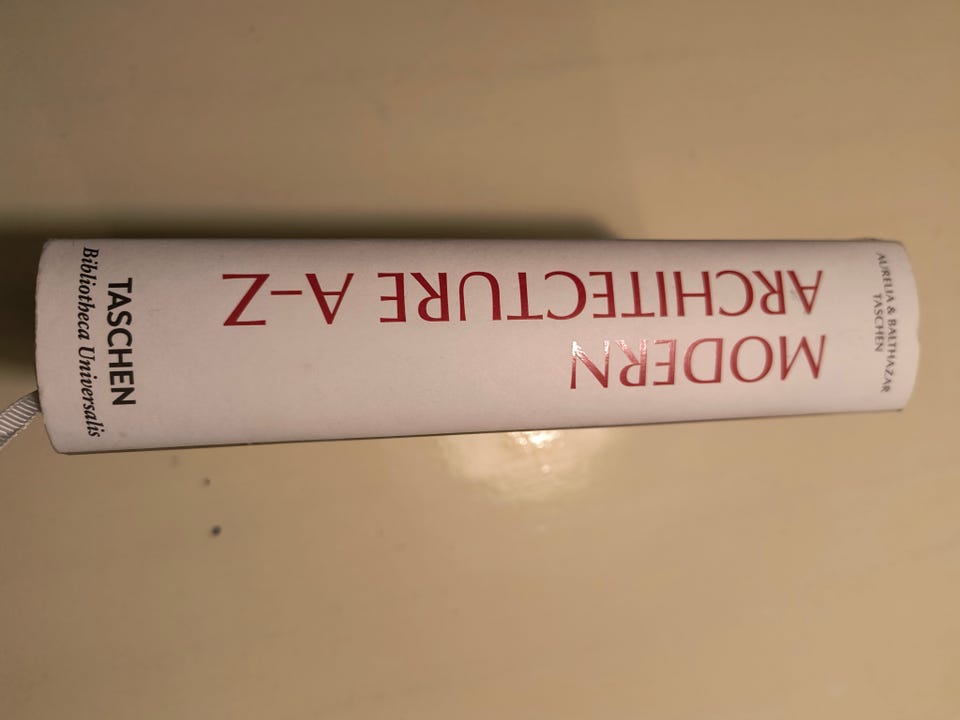 AURELIA & BALTHAZAR
TASCHEN
MODERN
ARCHITECTURE A–Z
TASCHEN
Bibliotheca Universalis